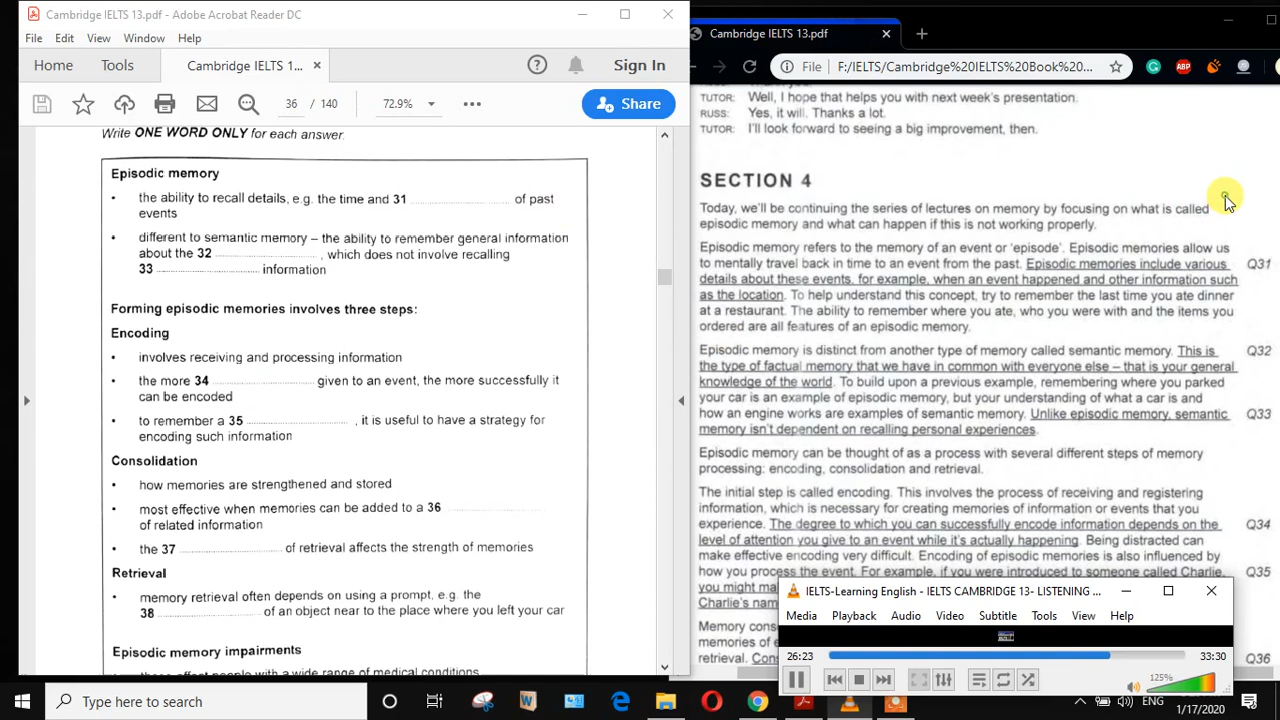 Cambridge IELTS 13.pdf - Adobe Acrobat Reader DC
File Edit View Window Help
Home Tools Cambridge IELTS 1... × Sign In
36 / 140 72.9% Share
Write ONE WORD ONLY for each answer.
Episodic memory
• the ability to recall details, e.g. the time and 31 .................... of past
events
• different to semantic memory – the ability to remember general information
about the 32 .................... , which does not involve recalling
33 .................... information
Forming episodic memories involves three steps:
Encoding
• involves receiving and processing information
• the more 34 .................... given to an event, the more successfully it
can be encoded
• to remember a 35 .................... , it is useful to have a strategy for
encoding such information
Consolidation
• how memories are strengthened and stored
• most effective when memories can be added to a 36 ....................
of related information
• the 37 .................... of retrieval affects the strength of memories
Retrieval
• memory retrieval often depends on using a prompt, e.g. the
38 .................... of an object near to the place where you left your car
Episodic memory impairments
• these affect people with a wide range of medical conditions
Cambridge IELTS 13.pdf
File F:/IELTS/Cambridge%20IELTS%20Book%20... ABP
TUTOR: Well, I hope that helps you with next week's presentation.
RUSS: Yes, it will. Thanks a lot.
TUTOR: I'll look forward to seeing a big improvement, then.
SECTION 4
Today, we'll be continuing the series of lectures on memory by focusing on what is called
episodic memory and what can happen if this is not working properly.
Episodic memory refers to the memory of an event or 'episode'. Episodic memories allow us
to mentally travel back in time to an event from the past. Episodic memories include various Q31
details about these events, for example, when an event happened and other information such
as the location. To help understand this concept, try to remember the last time you ate dinner
at a restaurant. The ability to remember where you ate, who you were with and the items you
ordered are all features of an episodic memory.
Episodic memory is distinct from another type of memory called semantic memory. This is Q32
the type of factual memory that we have in common with everyone else – that is your general
knowledge of the world. To build upon a previous example, remembering where you parked
your car is an example of episodic memory, but your understanding of what a car is and
how an engine works are examples of semantic memory. Unlike episodic memory, semantic Q33
memory isn't dependent on recalling personal experiences.
Episodic memory can be thought of as a process with several different steps of memory
processing: encoding, consolidation and retrieval.
The initial step is called encoding. This involves the process of receiving and registering
information, which is necessary for creating memories of information or events that you
experience. The degree to which you can successfully encode information depends on the Q34
level of attention you give to an event while it's actually happening. Being distracted can
make effective encoding very difficult. Encoding of episodic memories is also influenced by
how you process the event. For example, if you were introduced to someone called Charlie, Q35
you might ma
Charlie's nam
Memory cons
memories of e
retrieval. Cons Q36
IELTS-Learning English - IELTS CAMBRIDGE 13- LISTENING ...
Media Playback Audio Video Subtitle Tools View Help
26:23 33:30
125%
Type here to search
ENG 7:20 PM
1/17/2020